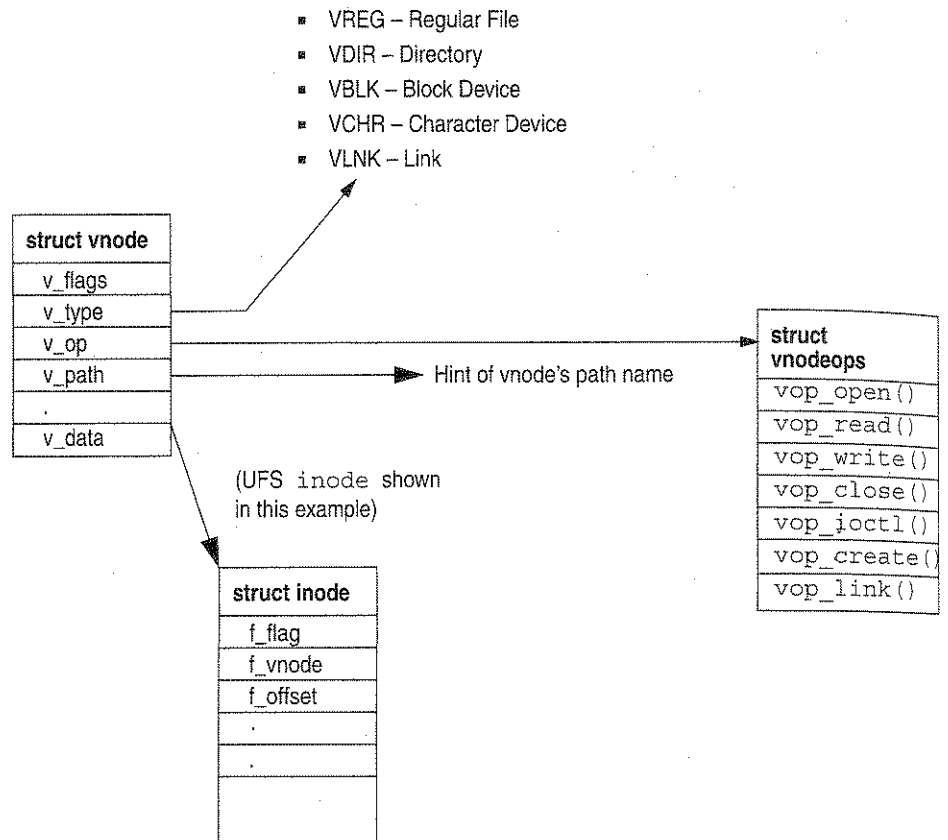 ▪ VREG – Regular File
▪ VDIR – Directory
▪ VBLK – Block Device
▪ VCHR – Character Device
▪ VLNK – Link
struct vnode
v_flags
v_type
v_op
v_path
.
v_data
Hint of vnode's path name
struct
vnodeops
vop_open()
vop_read()
vop_write()
vop_close()
vop_ioctl()
vop_create()
vop_link()
(UFS inode shown
in this example)
struct inode
f_flag
f_vnode
f_offset
.
.